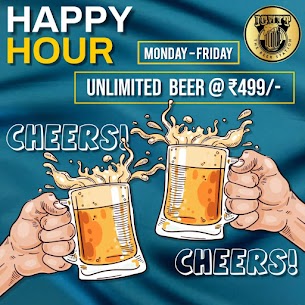 HAPPY
HOUR
MONDAY-FRIDAY
UNLIMITED BEER @ ₹499/-
CHEERS!
CHEERS!